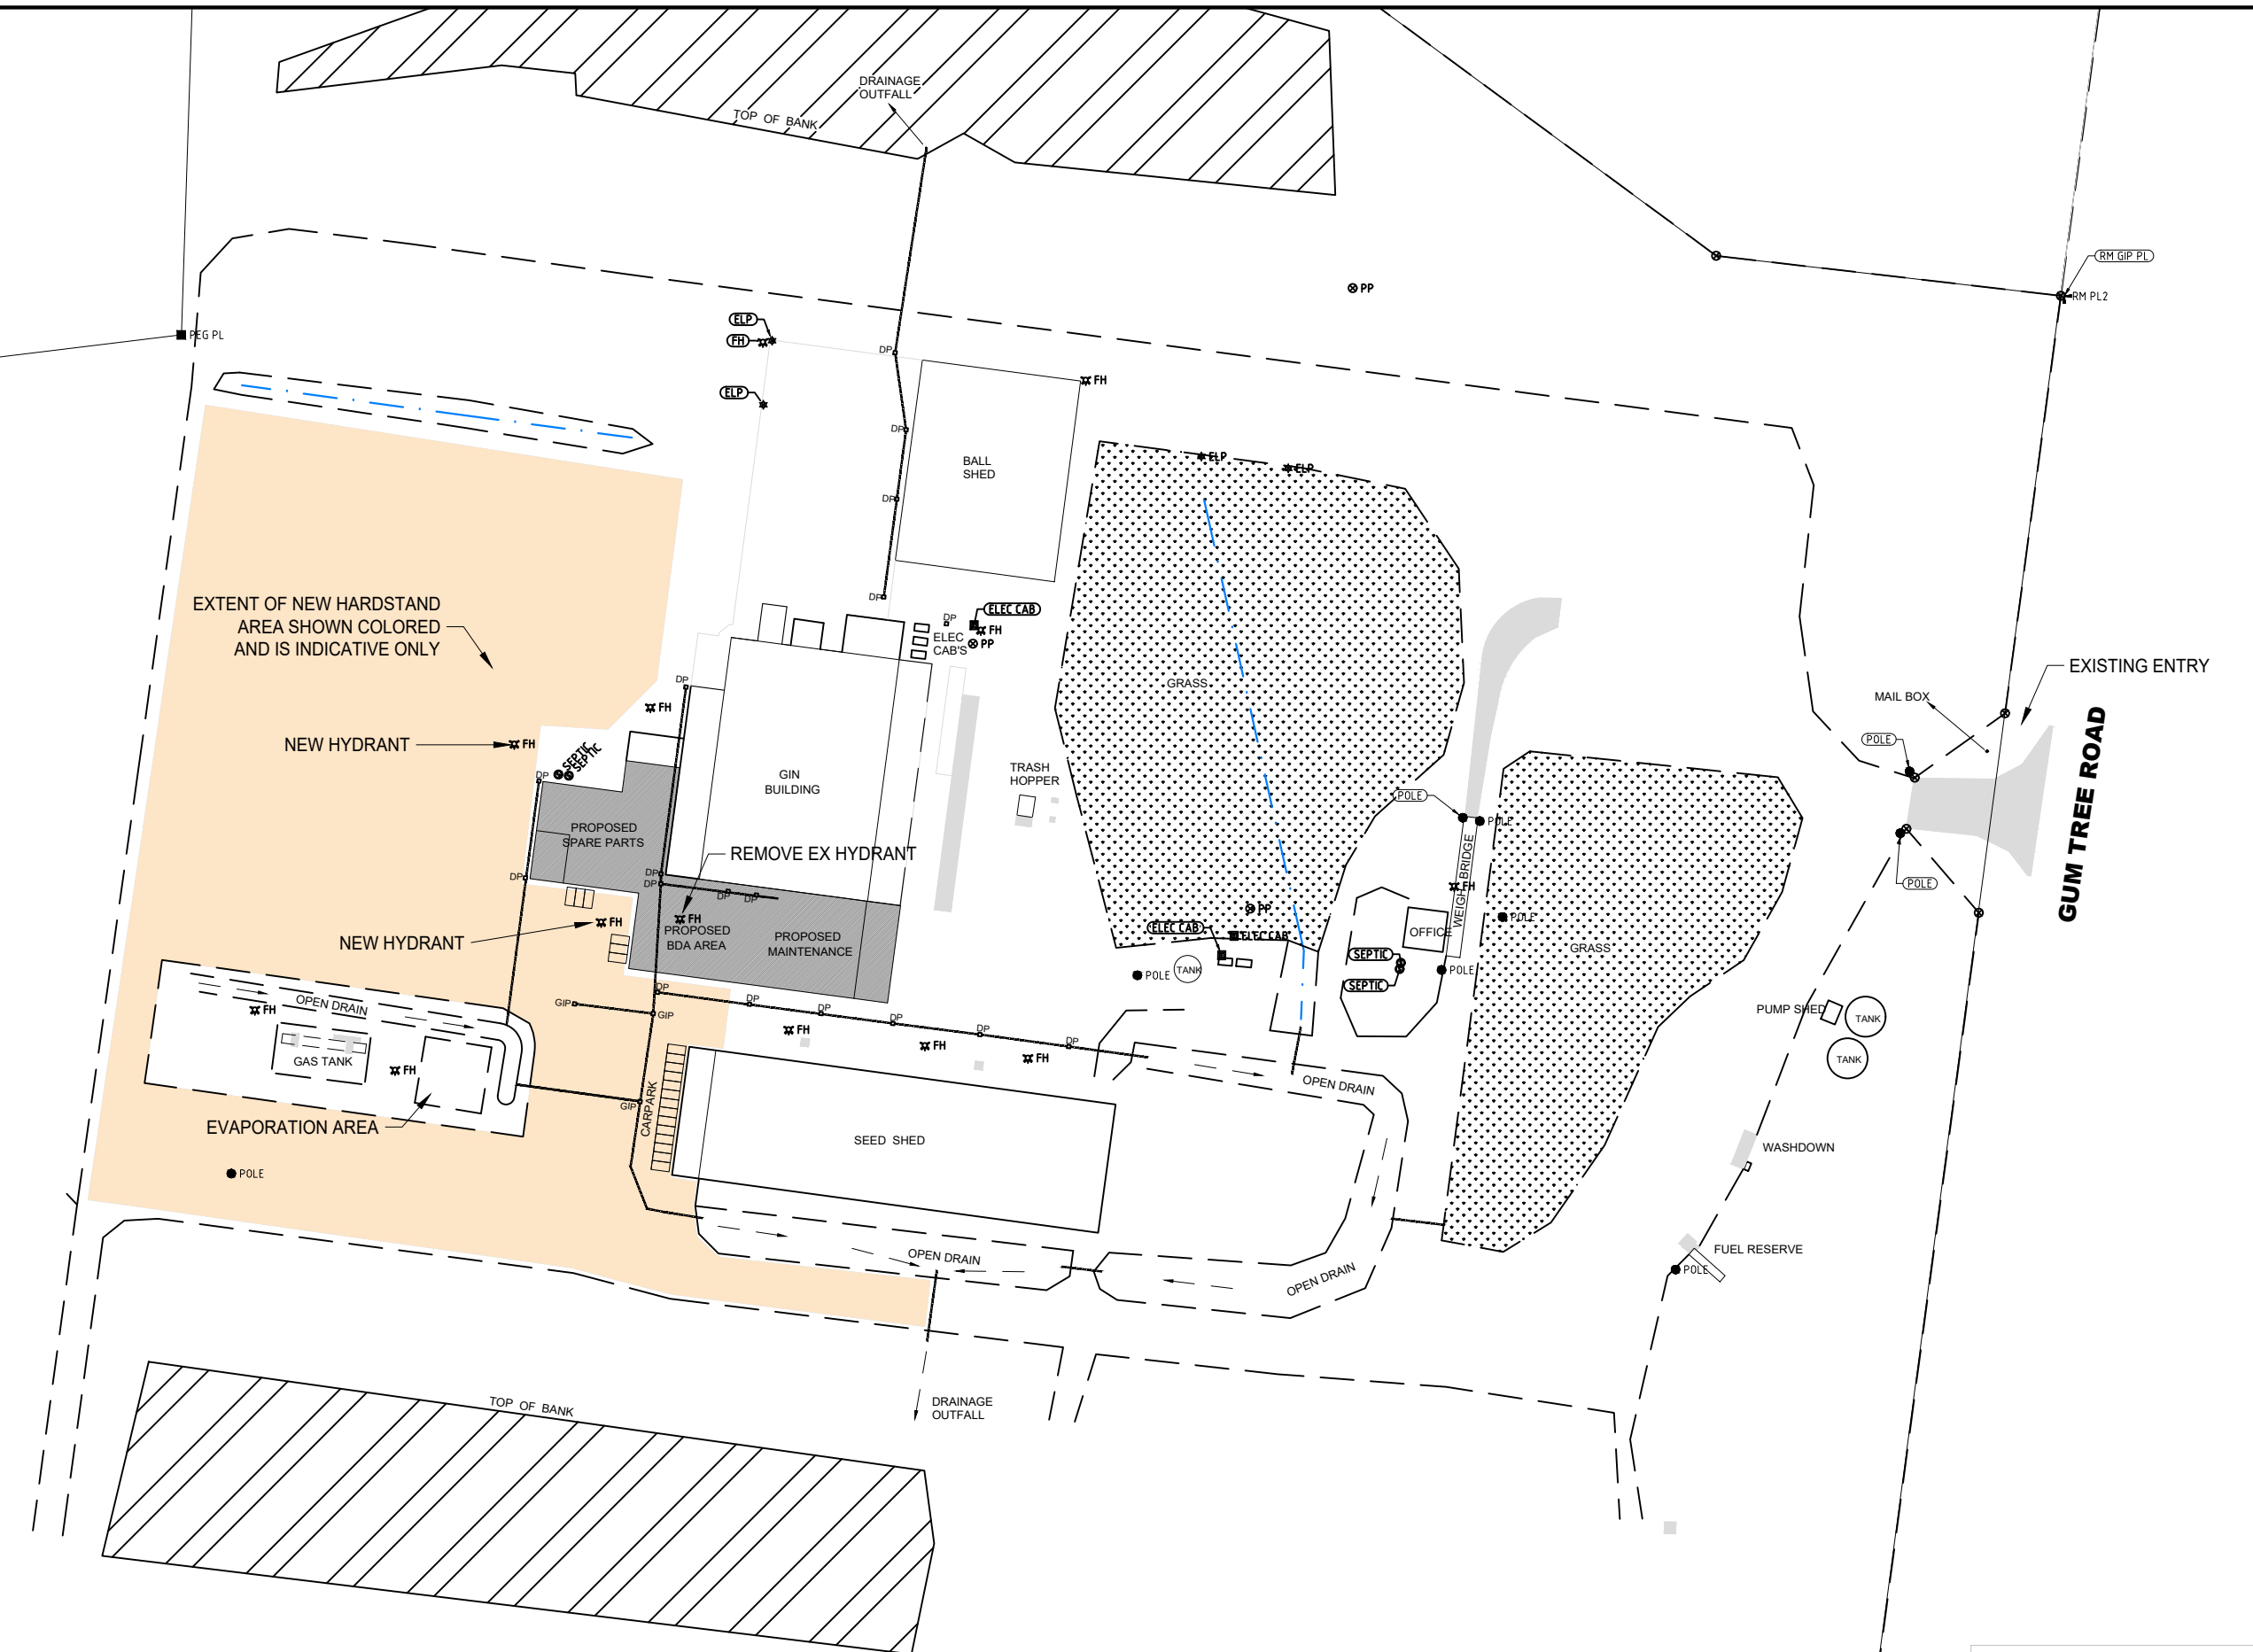 DRAINAGE
OUTFALL
TOP OF BANK
RM GIP PL
RM PL2
PP
PEG PL
ELP
FH
ELP
DP
FH
DP
BALL
SHED
ELP
ELP
DP
DP
EXTENT OF NEW HARDSTAND
AREA SHOWN COLORED
AND IS INDICATIVE ONLY
ELEC CAB
DP
FH
ELEC
CAB'S
PP
EXISTING ENTRY
DP
GRASS
MAIL BOX
FH
GUM TREE ROAD
NEW HYDRANT
FH
POLE
SEPTIC
SEPTIC
DP
GIN
BUILDING
TRASH
HOPPER
POLE
POLE
PROPOSED
SPARE PARTS
REMOVE EX HYDRANT
WEIGH BRIDGE
DP
DP
DP
DP
DP
FH
POLE
PP
FH
FH
PROPOSED
BDA AREA
PROPOSED
MAINTENANCE
POLE
NEW HYDRANT
ELEC CAB
ELEC CAB
OFFICE
GRASS
SEPTIC
SEPTIC
POLE
POLE
TANK
DP
GIP
GIP
DP
DP
DP
DP
DP
OPEN DRAIN
FH
PUMP SHED
TANK
TANK
FH
FH
FH
GAS TANK
FH
OPEN DRAIN
GIP
CARPARK
EVAPORATION AREA
SEED SHED
WASHDOWN
POLE
OPEN DRAIN
OPEN DRAIN
FUEL RESERVE
POLE
TOP OF BANK
DRAINAGE
OUTFALL